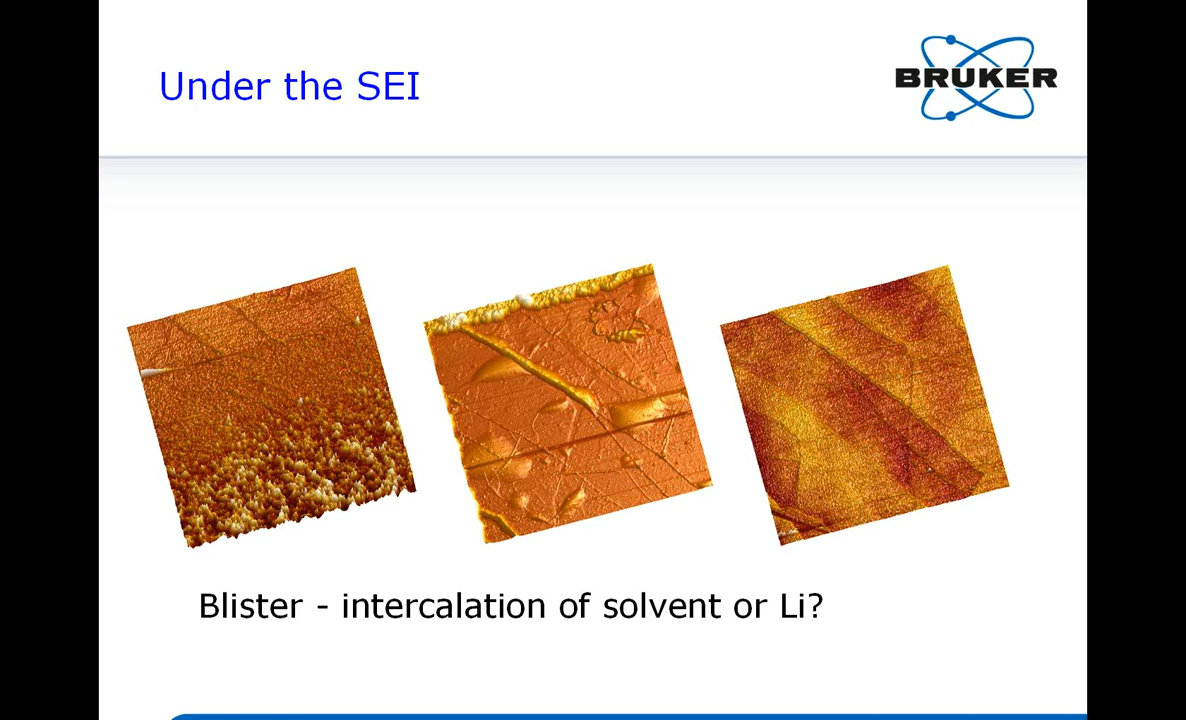 Under the SEI
BRUKER
Blister - intercalation of solvent or Li?